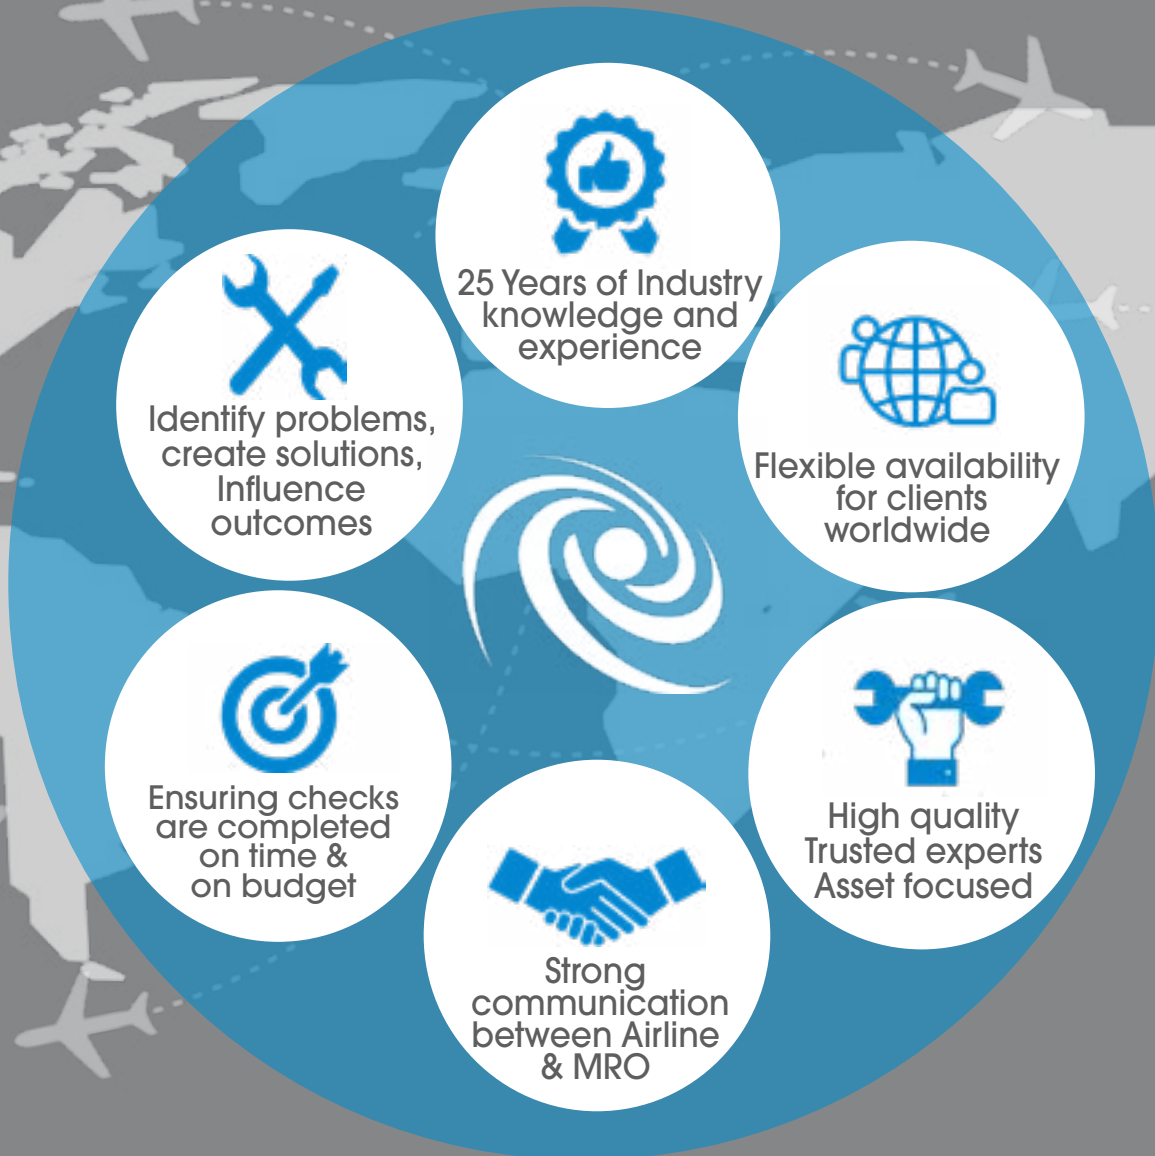 25 Years of Industry
knowledge and
experience
Flexible availability
for clients
worldwide
High quality
Trusted experts
Asset focused
Strong
communication
between Airline
& MRO
Ensuring checks
are completed
on time &
on budget
Identify problems,
create solutions,
Influence
outcomes